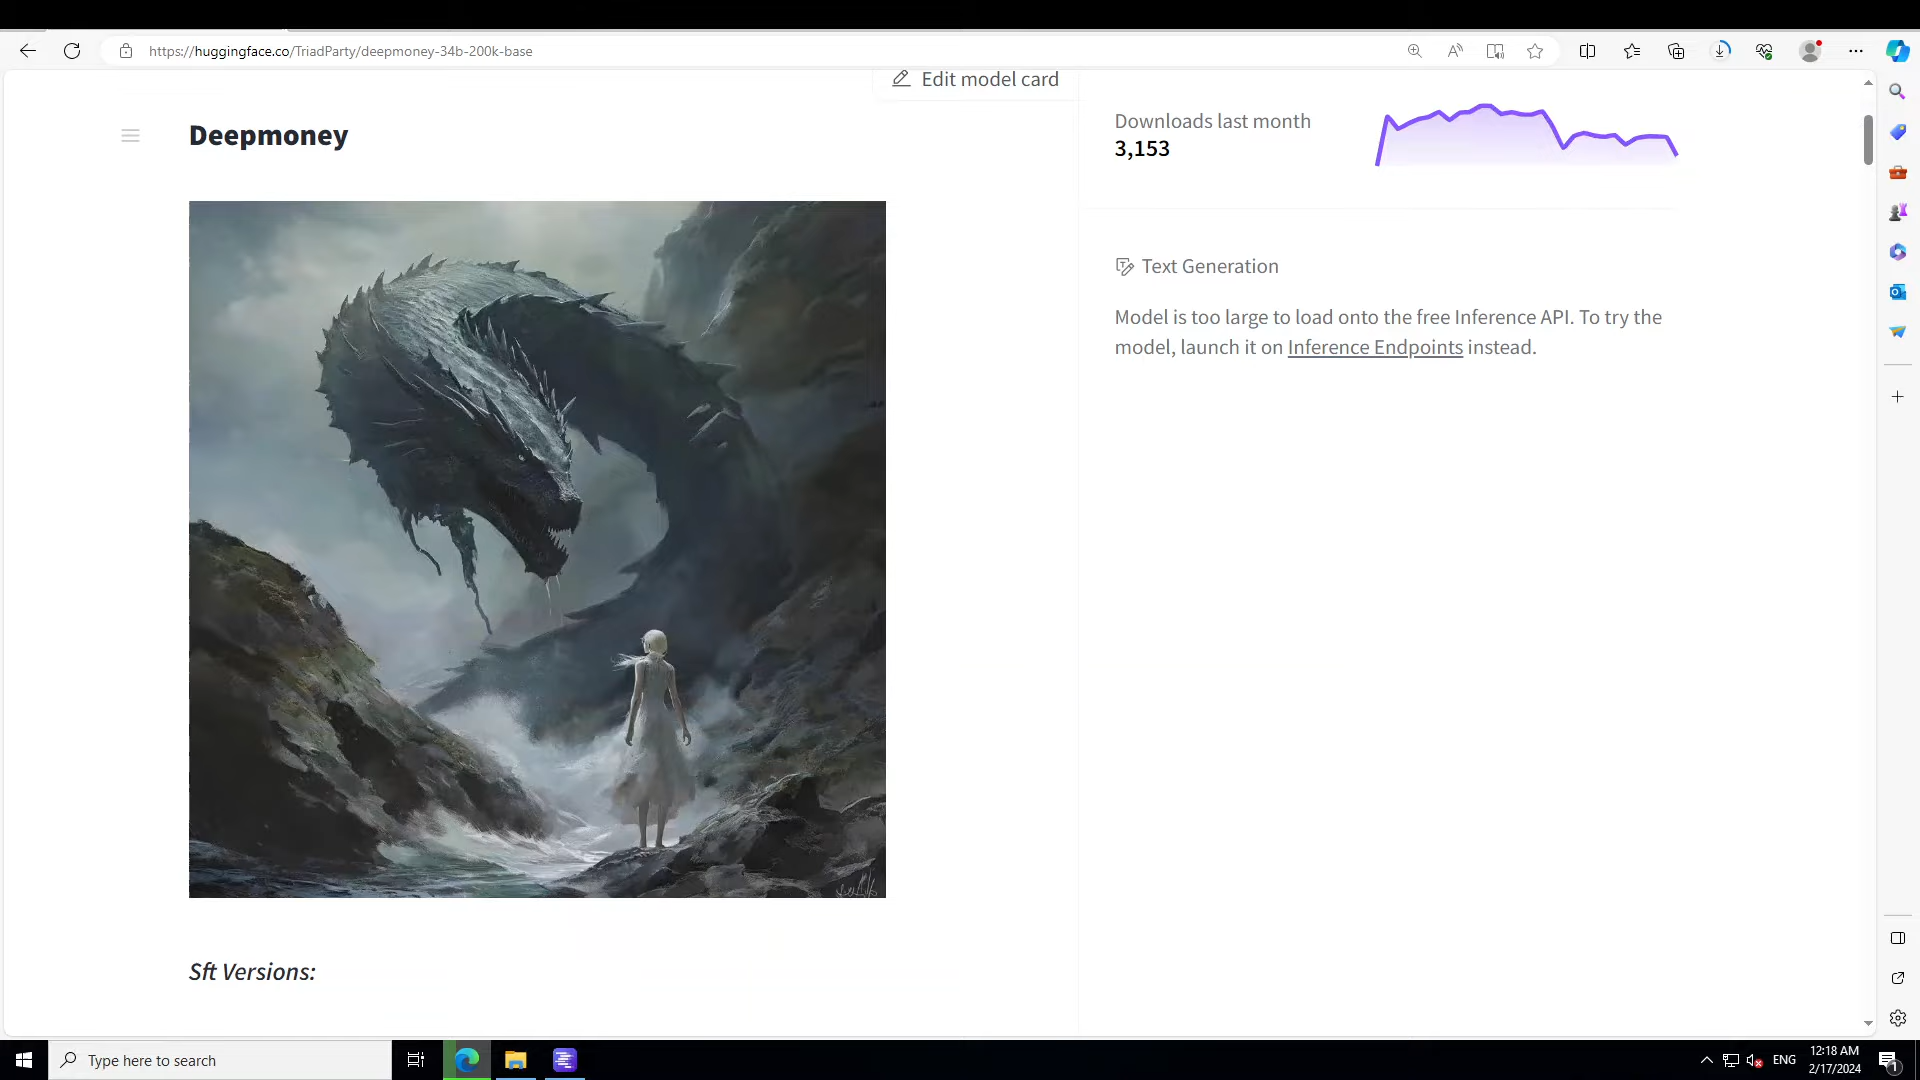 https://huggingface.co/TriadParty/deepmoney-34b-200k-base
Edit model card
Deepmoney
Downloads last month
3,153
Text Generation
Model is too large to load onto the free Inference API. To try the
model, launch it on Inference Endpoints instead.
Sft Versions:
Type here to search
ENG
12:18 AM
2/17/2024
1